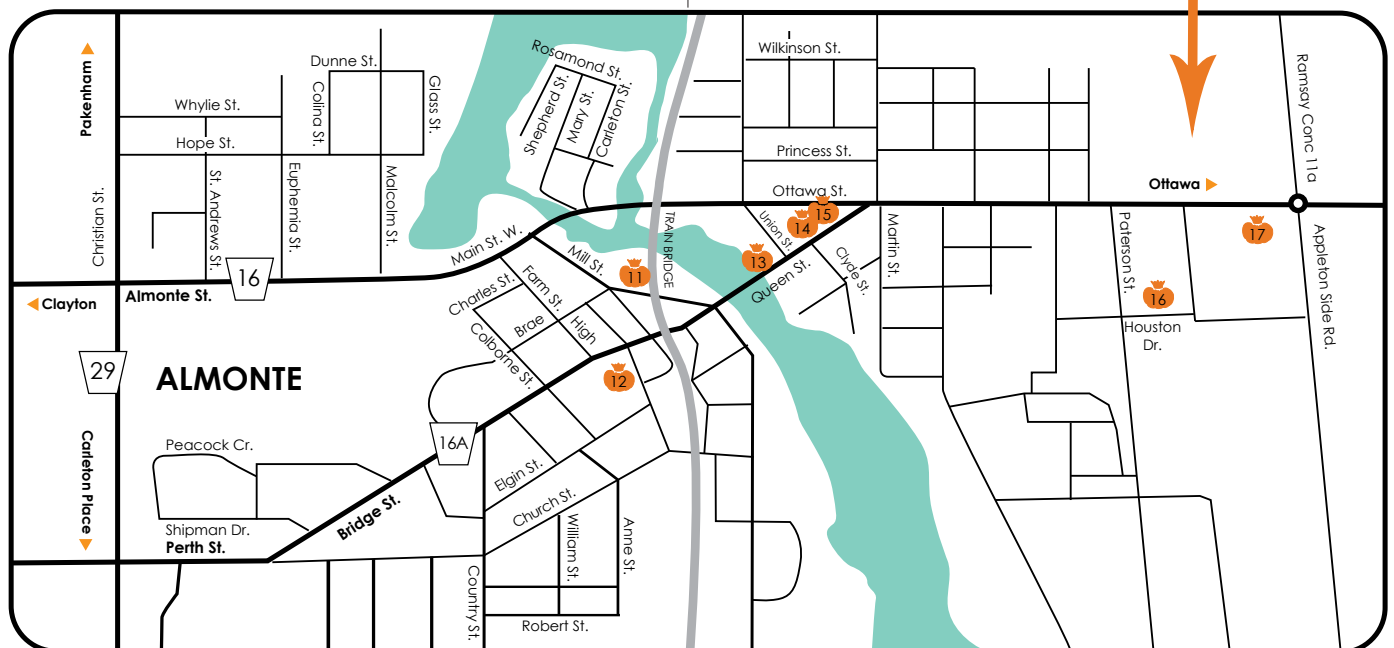 Pakenham
Christian St.
Clayton
29
Carleton Place
Whylie St.
Hope St.
St. Andrews St.
Euphemia St.
Dunne St.
Colina St.
Glass St.
Malcolm St.
16
Almonte St.
ALMONTE
Main St. W.
Rosamond St.
Shepherd St.
Mary St.
Carleton St.
Wilkinson St.
Princess St.
Ottawa St.
Ottawa
Ramsay Conc 11a
Appleton Side Rd.
TRAIN BRIDGE
Union St.
14
15
13
Queen St.
Clyde St.
Martin St.
Paterson St.
17
16
Houston
Dr.
Mill St.
11
Charles St.
Farm St.
Brae
High
Colborne St.
12
16A
Peacock Cr.
Shipman Dr.
Perth St.
Bridge St.
Elgin St.
Church St.
William St.
Anne St.
Country St.
Robert St.